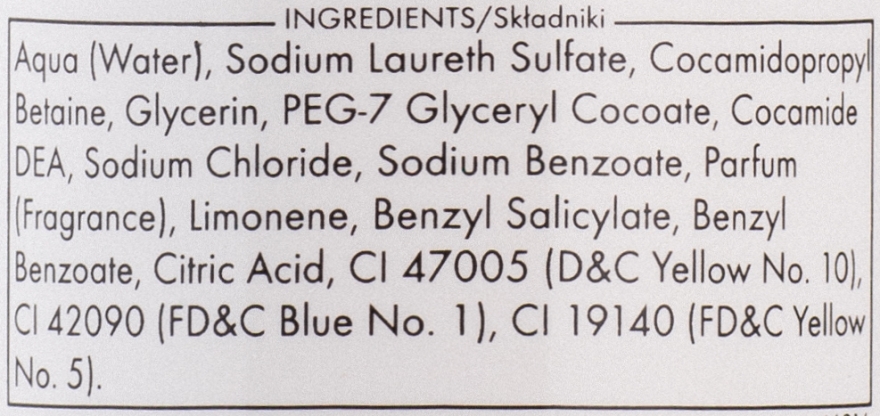 INGREDIENTS/Składniki
Aqua (Water), Sodium Laureth Sulfate, Cocamidopropyl
Betaine, Glycerin, PEG-7 Glyceryl Cocoate, Cocamide
DEA, Sodium Chloride, Sodium Benzoate, Parfum
(Fragrance), Limonene, Benzyl Salicylate, Benzyl
Benzoate, Citric Acid, CI 47005 (D&C Yellow No. 10),
CI 42090 (FD&C Blue No. 1), CI 19140 (FD&C Yellow
No. 5).